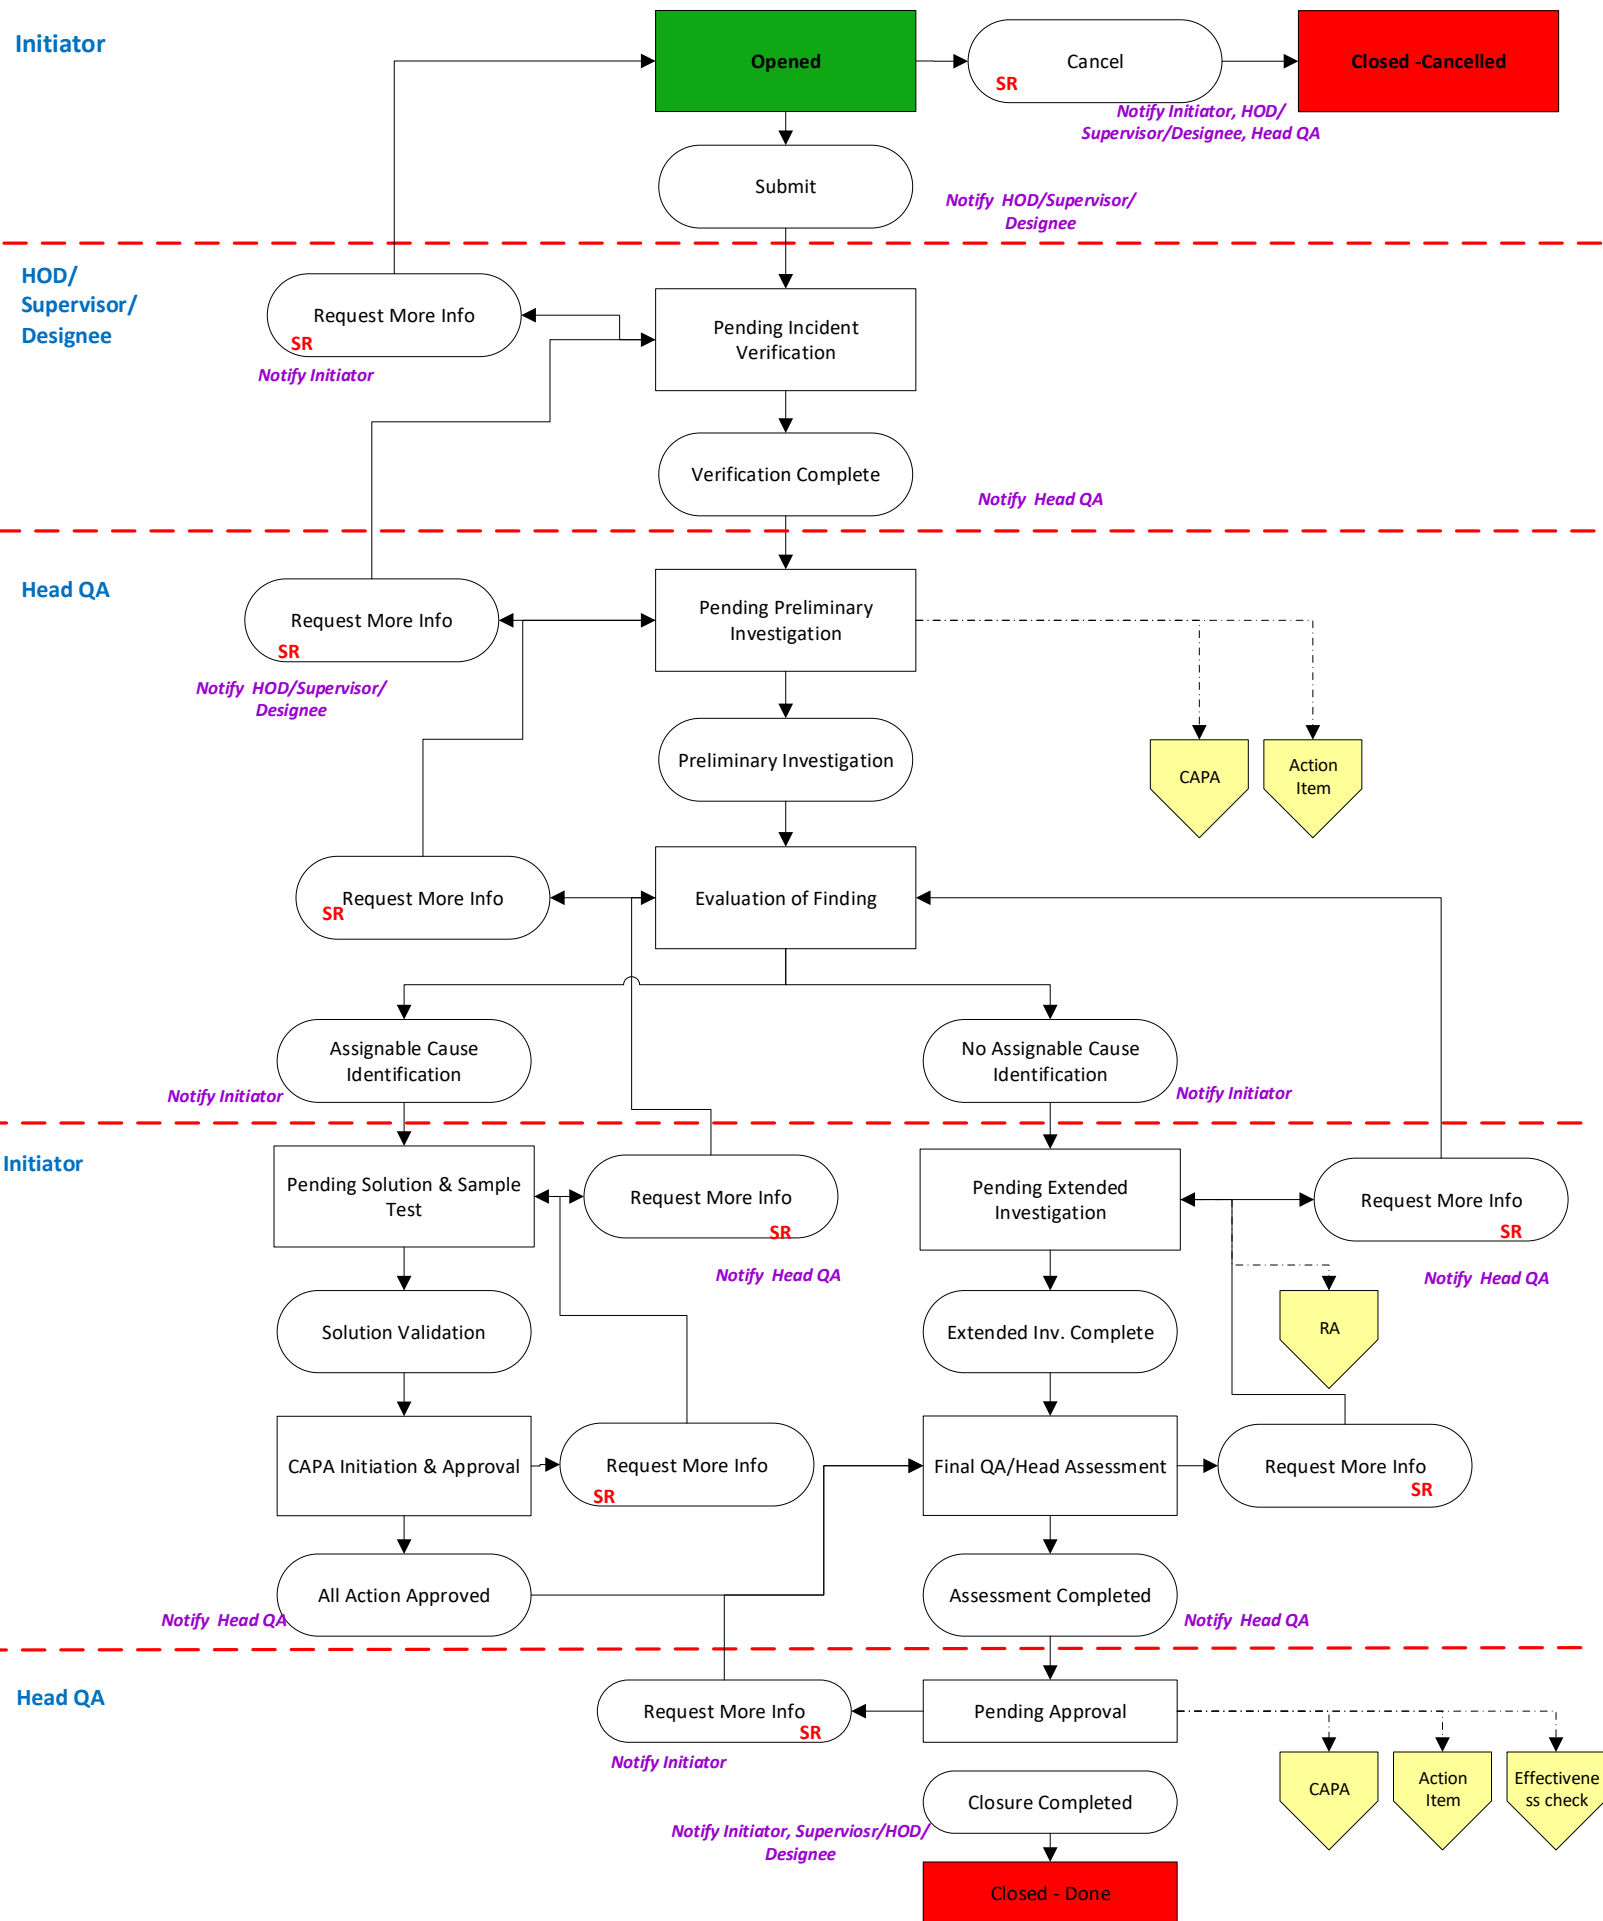 Initiator
Opened
Cancel
SR
Closed -Cancelled
Notify Initiator, HOD/
Supervisor/Designee, Head QA
Submit
Notify  HOD/Supervisor/
Designee
HOD/
Supervisor/
Designee
Request More Info
SR
Notify Initiator
Pending Incident
Verification
Verification Complete
Notify  Head QA
Head QA
Request More Info
SR
Notify  HOD/Supervisor/
Designee
Pending Preliminary
Investigation
Preliminary Investigation
CAPA
Action
Item
Request More Info
SR
Evaluation of Finding
Assignable Cause
Identification
Notify Initiator
No Assignable Cause
Identification
Notify Initiator
Initiator
Pending Solution & Sample
Test
Request More Info
SR
Notify  Head QA
Pending Extended
Investigation
Request More Info
SR
Notify  Head QA
Solution Validation
Extended Inv. Complete
RA
CAPA Initiation & Approval
Request More Info
SR
Final QA/Head Assessment
Request More Info
SR
All Action Approved
Notify  Head QA
Assessment Completed
Notify  Head QA
Head QA
Request More Info
SR
Notify Initiator
Pending Approval
CAPA
Action
Item
Effectivene
ss check
Closure Completed
Notify Initiator, Superviosr/HOD/
Designee
Closed - Done